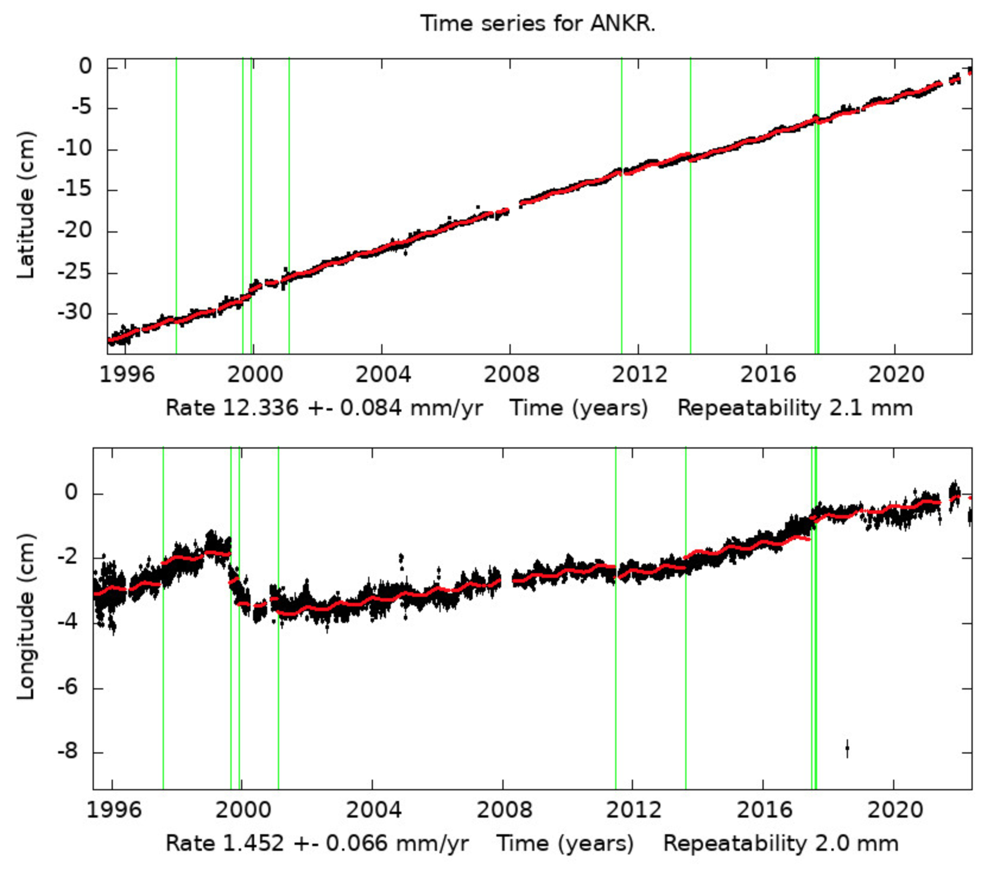 Time series for ANKR.
0
-5
-10
-15
-20
-25
-30
Latitude (cm)
1996 2000 2004 2008 2012 2016 2020
Rate 12.336 +- 0.084 mm/yr Time (years) Repeatability 2.1 mm
0
-2
-4
-6
-8
Longitude (cm)
1996 2000 2004 2008 2012 2016 2020
Rate 1.452 +- 0.066 mm/yr Time (years) Repeatability 2.0 mm